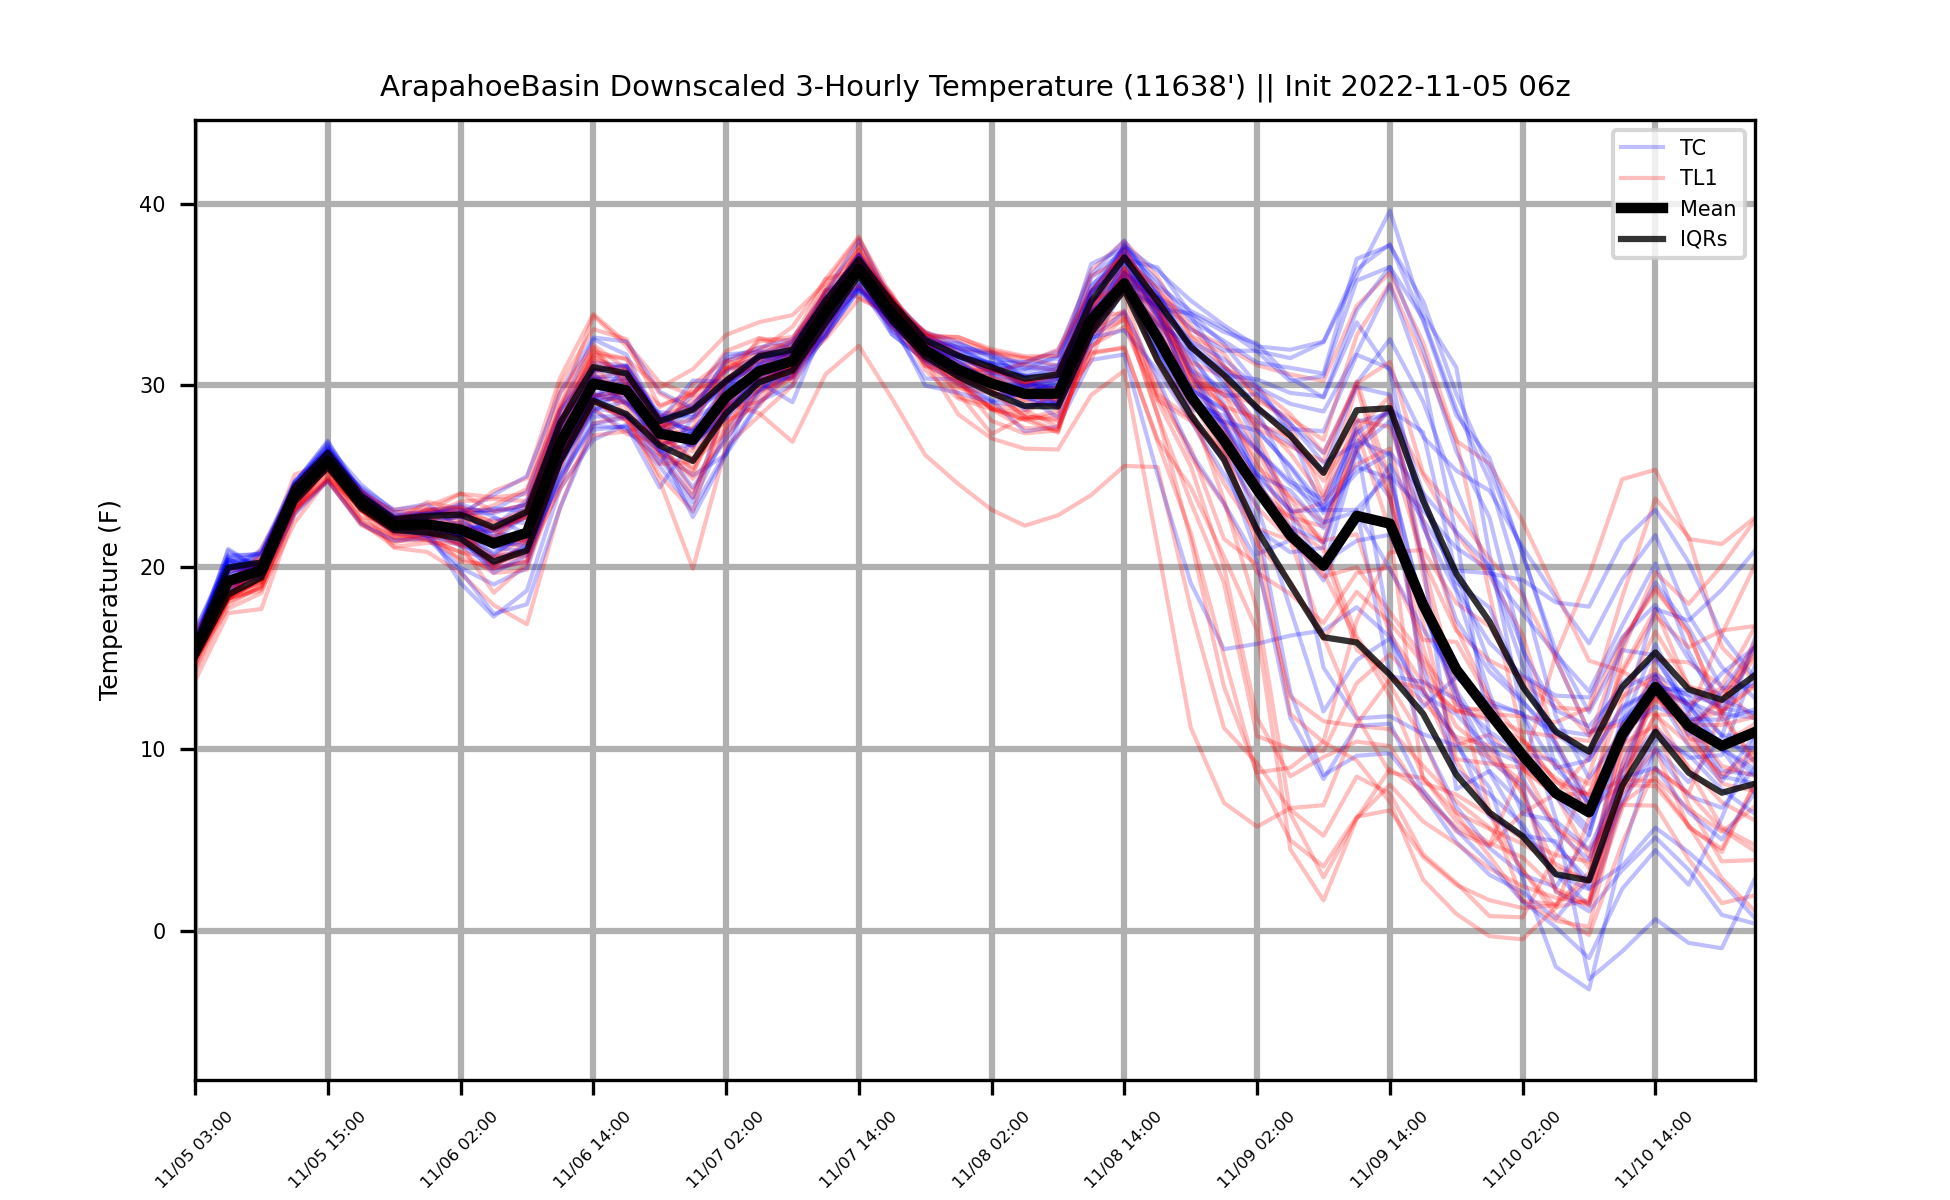 ArapahoeBasin Downscaled 3-Hourly Temperature (11638') || Init 2022-11-05 06z
TC
TL1
Mean
IQRs
Temperature (F)
40
30
20
10
0
11/05 03:00
11/05 15:00
11/06 02:00
11/06 14:00
11/07 02:00
11/07 14:00
11/08 02:00
11/08 14:00
11/09 02:00
11/09 14:00
11/10 02:00
11/10 14:00